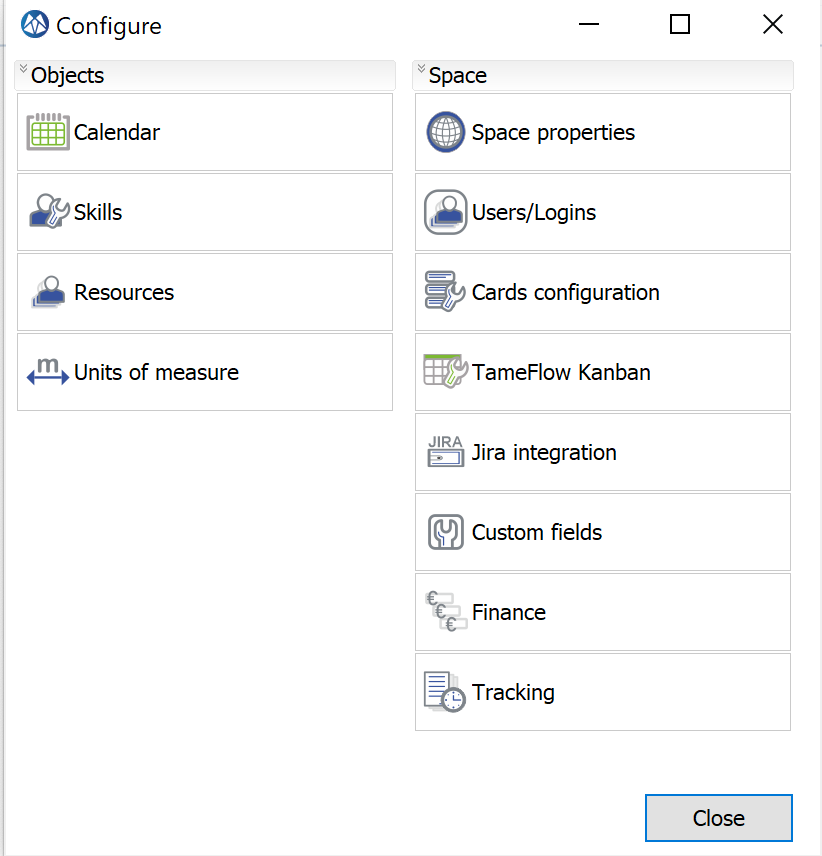 Configure
Objects
Calendar
Skills
Resources
m
Units of measure
Space
Space properties
Users/Logins
Cards configuration
TameFlow Kanban
JIRA
Jira integration
Custom fields
€
€
€
Finance
Tracking
Close